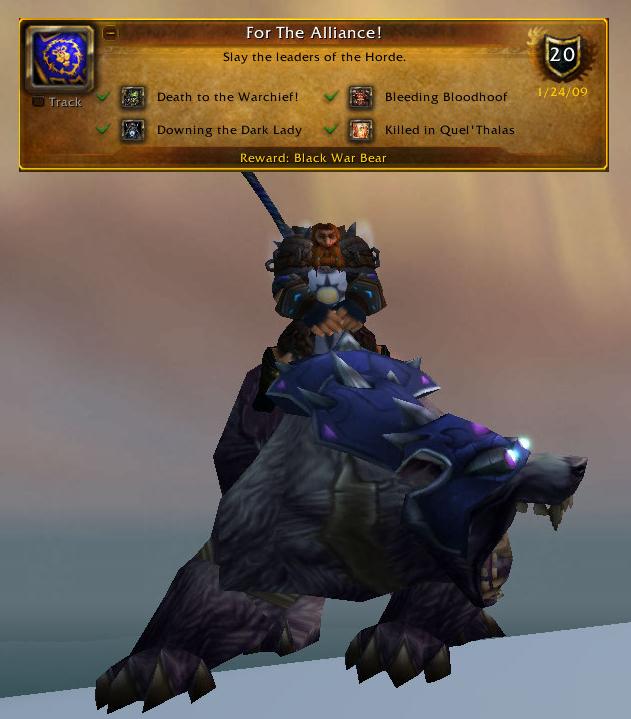 For The Alliance!
Slay the leaders of the Horde.
20
Track
1/24/09
Death to the Warchief!
Bleeding Bloodhoof
Downing the Dark Lady
Killed in Quel'Thalas
Reward: Black War Bear